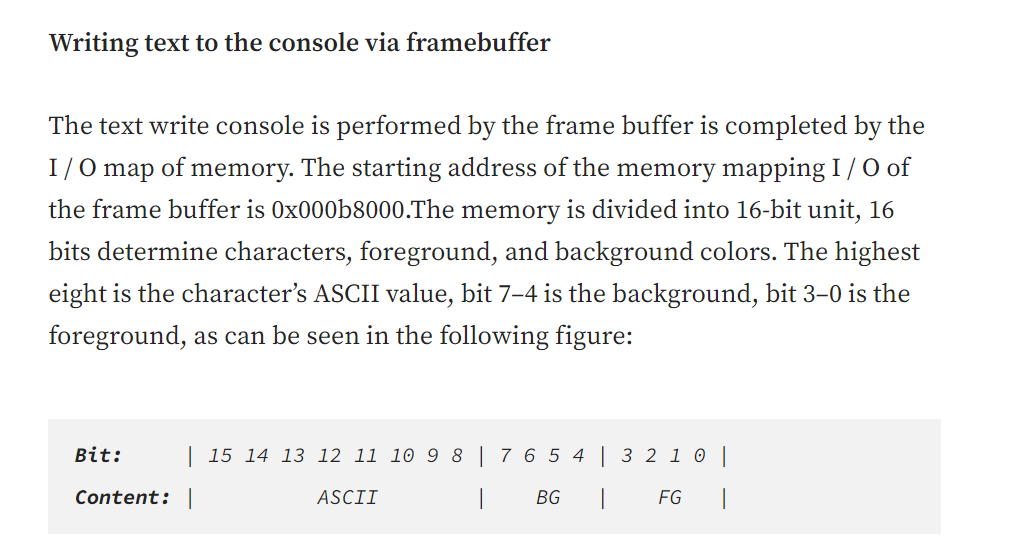 Writing text to the console via framebuffer
The text write console is performed by the frame buffer is completed by the
I / O map of memory. The starting address of the memory mapping I / O of
the frame buffer is 0x000b8000.The memory is divided into 16-bit unit, 16
bits determine characters, foreground, and background colors. The highest
eight is the character’s ASCII value, bit 7–4 is the background, bit 3–0 is the
foreground, as can be seen in the following figure:
Bit: | 15 14 13 12 11 10 9 8 | 7 6 5 4 | 3 2 1 0 |
Content: | ASCII | BG | FG |